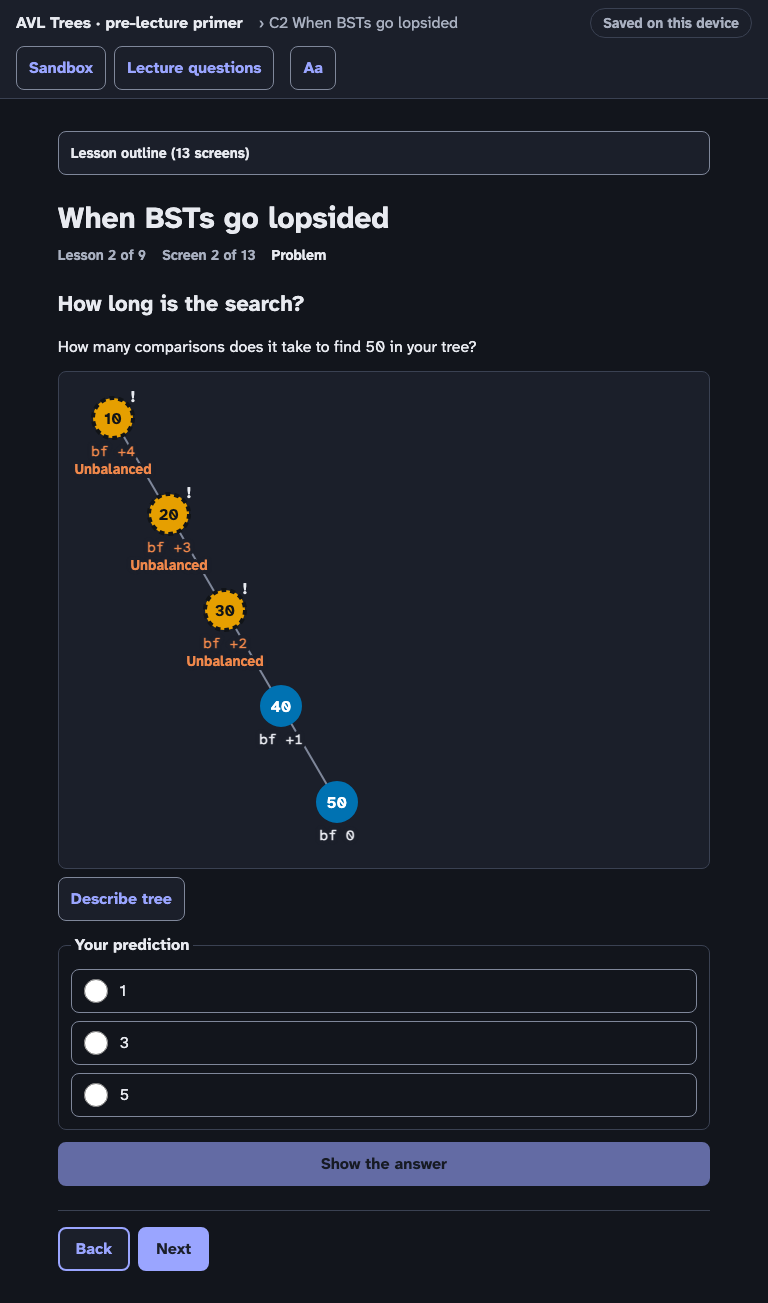 AVL Trees · pre-lecture primer › C2 When BSTs go lopsided Saved on this device
Sandbox Lecture questions Aa
Lesson outline (13 screens)
When BSTs go lopsided
Lesson 2 of 9 Screen 2 of 13 Problem
How long is the search?
How many comparisons does it take to find 50 in your tree?
!
10
bf +4
Unbalanced
!
20
bf +3
Unbalanced
!
30
bf +2
Unbalanced
40
bf +1
50
bf 0
Describe tree
Your prediction
1
3
5
Show the answer
Back Next